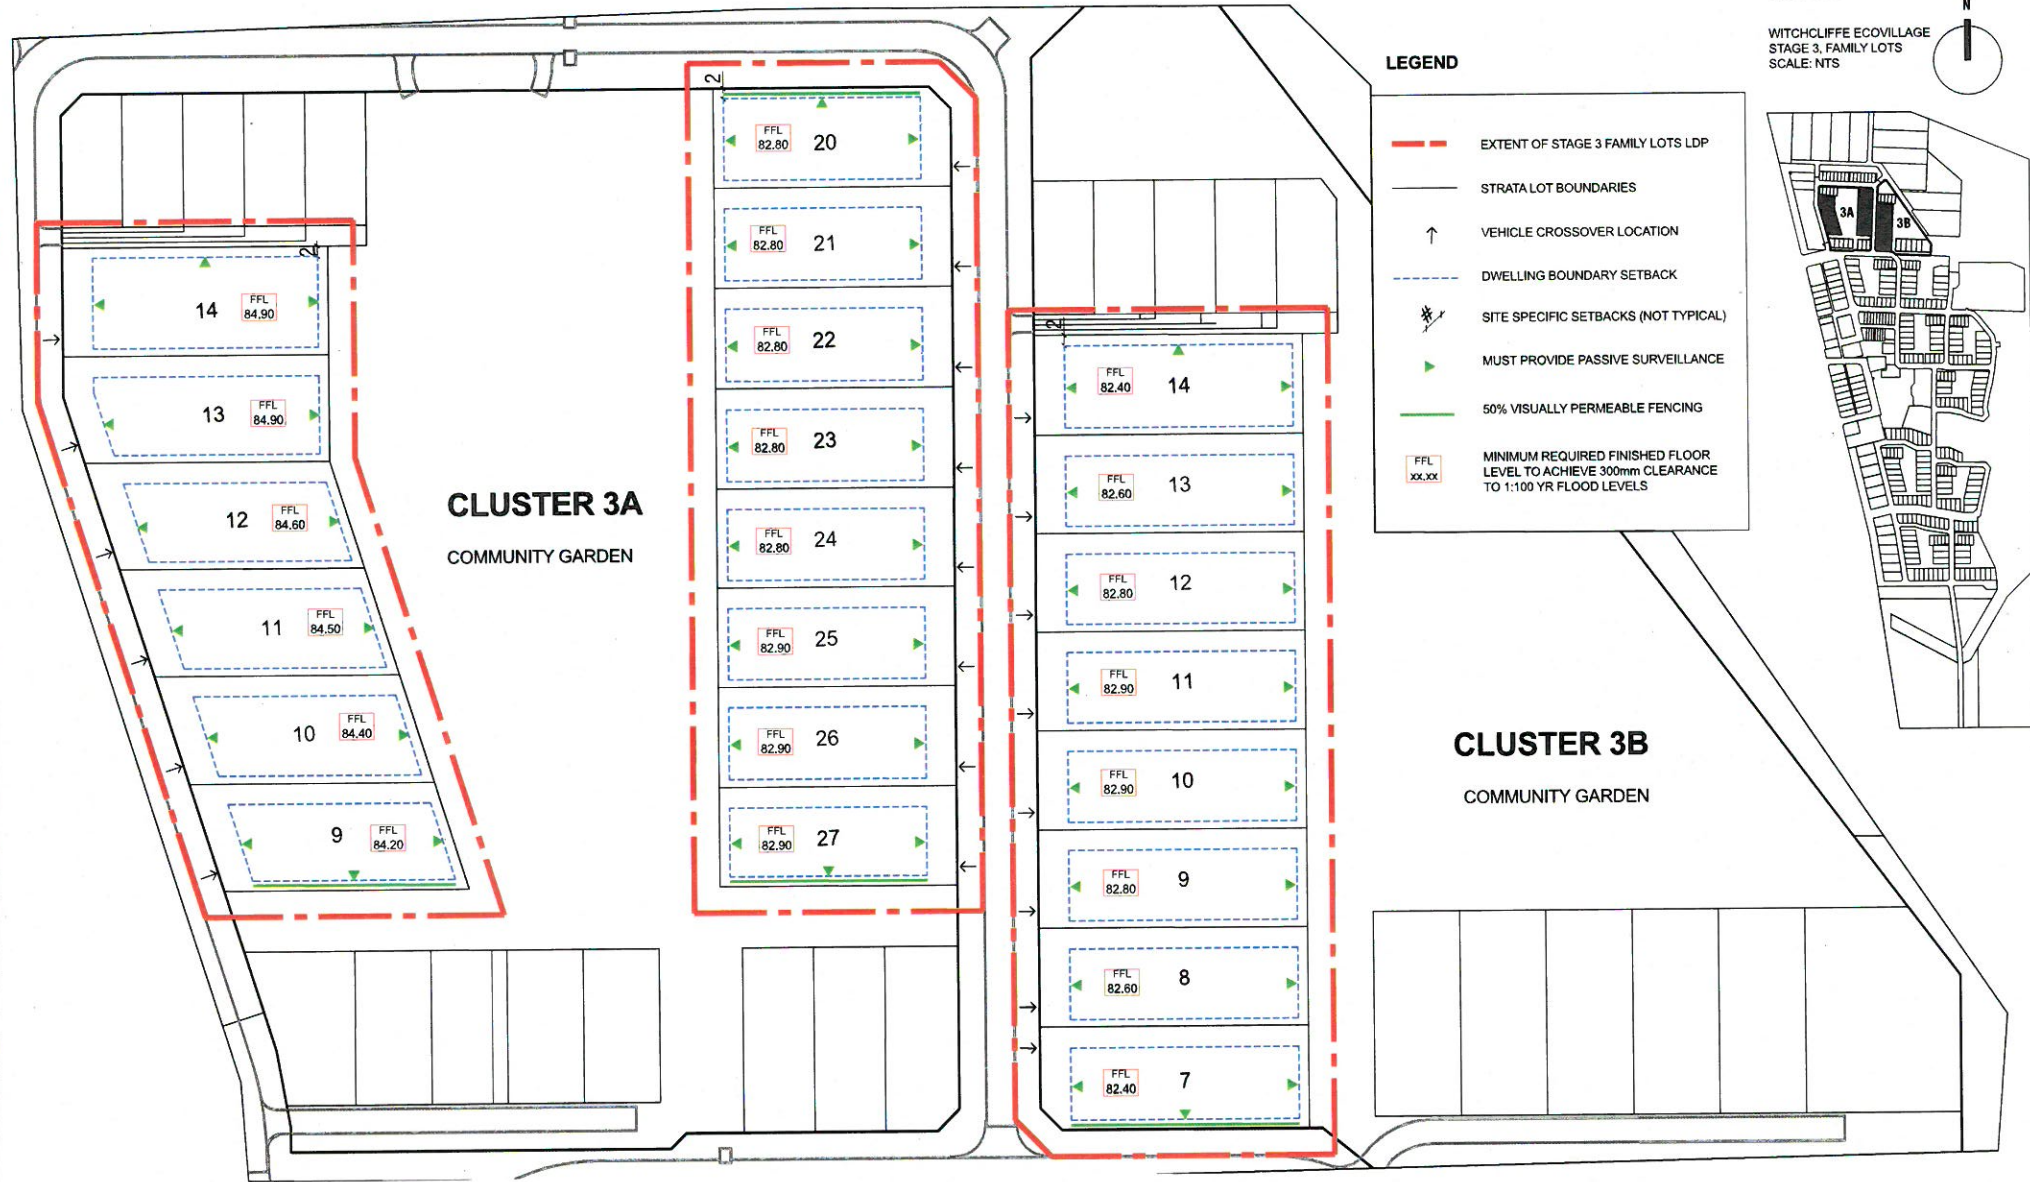 N
WITCHCLIFFE ECOVILLAGE
STAGE 3, FAMILY LOTS
SCALE: NTS
LEGEND
EXTENT OF STAGE 3 FAMILY LOTS LDP
STRATA LOT BOUNDARIES
VEHICLE CROSSOVER LOCATION
DWELLING BOUNDARY SETBACK
SITE SPECIFIC SETBACKS (NOT TYPICAL)
MUST PROVIDE PASSIVE SURVEILLANCE
50% VISUALLY PERMEABLE FENCING
FFL
XX.XX
MINIMUM REQUIRED FINISHED FLOOR
LEVEL TO ACHIEVE 300mm CLEARANCE
TO 1:100 YR FLOOD LEVELS
3A
3B
2
14
FFL
84.90
13
FFL
84.90
12
FFL
84.60
11
FFL
84.50
10
FFL
84.40
9
FFL
84.20
CLUSTER 3A
COMMUNITY GARDEN
2
FFL
82.80
20
FFL
82.80
21
FFL
82.80
22
FFL
82.80
23
FFL
82.80
24
FFL
82.90
25
FFL
82.90
26
FFL
82.90
27
2
FFL
82.40
14
FFL
82.60
13
FFL
82.80
12
FFL
82.90
11
FFL
82.90
10
FFL
82.80
9
FFL
82.60
8
FFL
82.40
7
CLUSTER 3B
COMMUNITY GARDEN